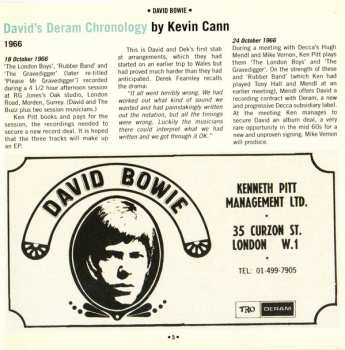 • DAVID BOWIE •
David's Deram Chronology by Kevin Cann
1966
18 October 1966
'The London Boys', 'Rubber Band' and
'The Gravedigger' (later re-titled
'Please Mr Gravedigger') recorded
during a 4 1/2 hour afternoon session
at RG Jones's Oak studio, London
Road, Morden, Surrey. (David and The
Buzz plus two session musicians.)
Ken Pitt books and pays for the
session, the recordings needed to
secure a new record deal. It is hoped
that the three tracks will make up
an EP.
This is David and Dek's first stab
at arrangements, which they had
started on an earlier trip to Wales but
had proved much harder than they had
anticipated. Derek Fearnley recalls
the drama:
"It all went terribly wrong. We had
worked out what kind of sound we
wanted and had painstakingly written
out the notation, but all the timings
were wrong. Luckily the musicians
there could interpret what we had
written and we got through it OK."
24 October 1966
During a meeting with Decca's Hugh
Mendl and Mike Vernon, Ken Pitt plays
them 'The London Boys' and 'The
Gravedigger'. On the strength of these
and 'Rubber Band' (which Ken had
played Tony Hall and Mendl at an
earlier meeting), Mendl offers David a
recording contract with Deram, a new
and progressive Decca subsidiary label.
At the meeting Ken manages to
secure David an album deal, a very
rare opportunity in the mid 60s for a
new and unproven signing. Mike Vernon
will produce.
DAVID BOWIE
KENNETH PITT
MANAGEMENT LTD.
35 CURZON ST.
LONDON W.1
TEL: 01-499-7905
TRO
DERAM
• 5 •